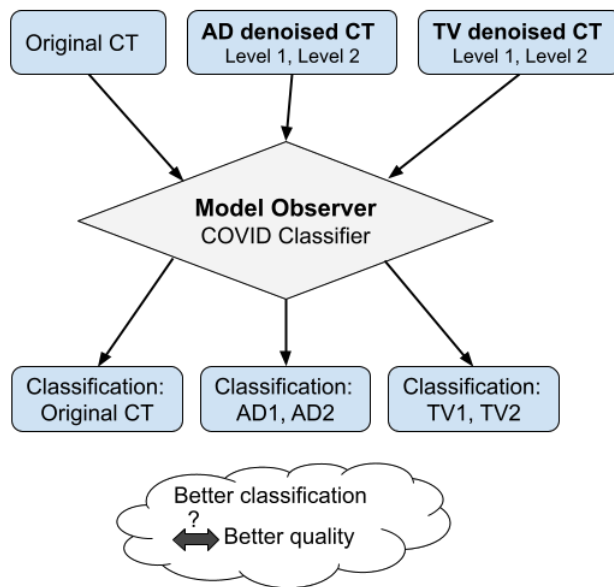 Original CT
AD denoised CT
Level 1, Level 2
TV denoised CT
Level 1, Level 2
Model Observer
COVID Classifier
Classification:
Original CT
Classification:
AD1, AD2
Classification:
TV1, TV2
Better classification
?
Better quality